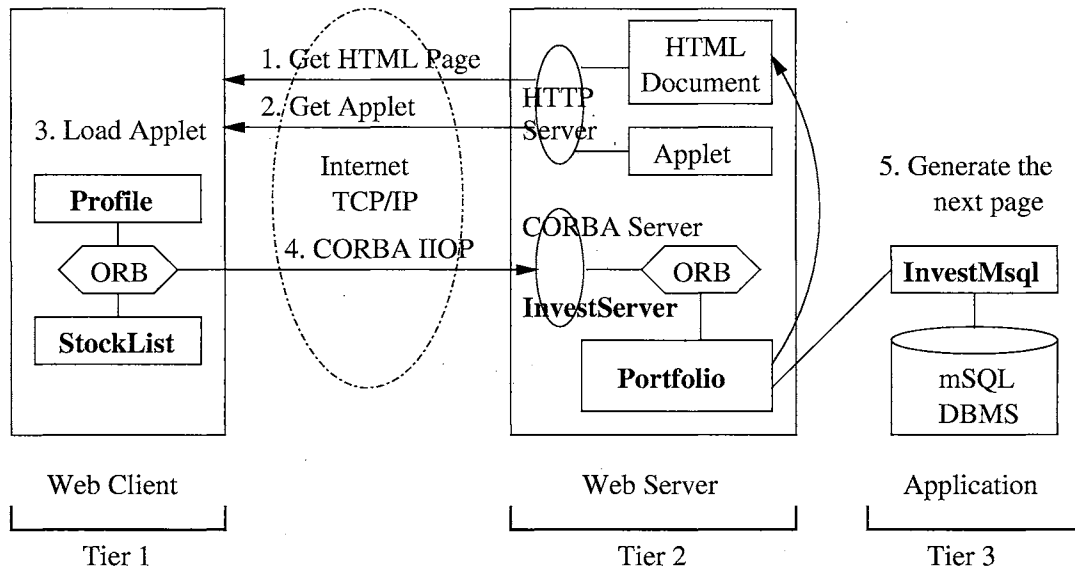 1. Get HTML Page
2. Get Applet
3. Load Applet
Profile
ORB
StockList
Internet
TCP/IP
4. CORBA IIOP
HTML
Document
HTTP
Server
Applet
CORBA Server
ORB
InvestServer
Portfolio
5. Generate the
next page
InvestMsql
mSQL
DBMS
Web Client
Web Server
Application
Tier 1
Tier 2
Tier 3